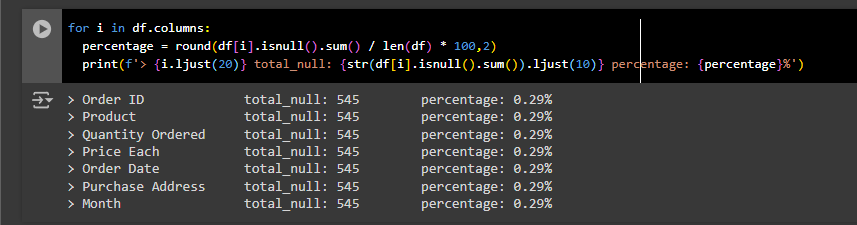 for i in df.columns:
  percentage = round(df[i].isnull().sum() / len(df) * 100,2)
  print(f'> {i.ljust(20)} total_null: {str(df[i].isnull().sum()).ljust(10)} percentage: {percentage}%')
> Order ID             total_null: 545        percentage: 0.29%
> Product              total_null: 545        percentage: 0.29%
> Quantity Ordered     total_null: 545        percentage: 0.29%
> Price Each           total_null: 545        percentage: 0.29%
> Order Date           total_null: 545        percentage: 0.29%
> Purchase Address     total_null: 545        percentage: 0.29%
> Month                total_null: 545        percentage: 0.29%